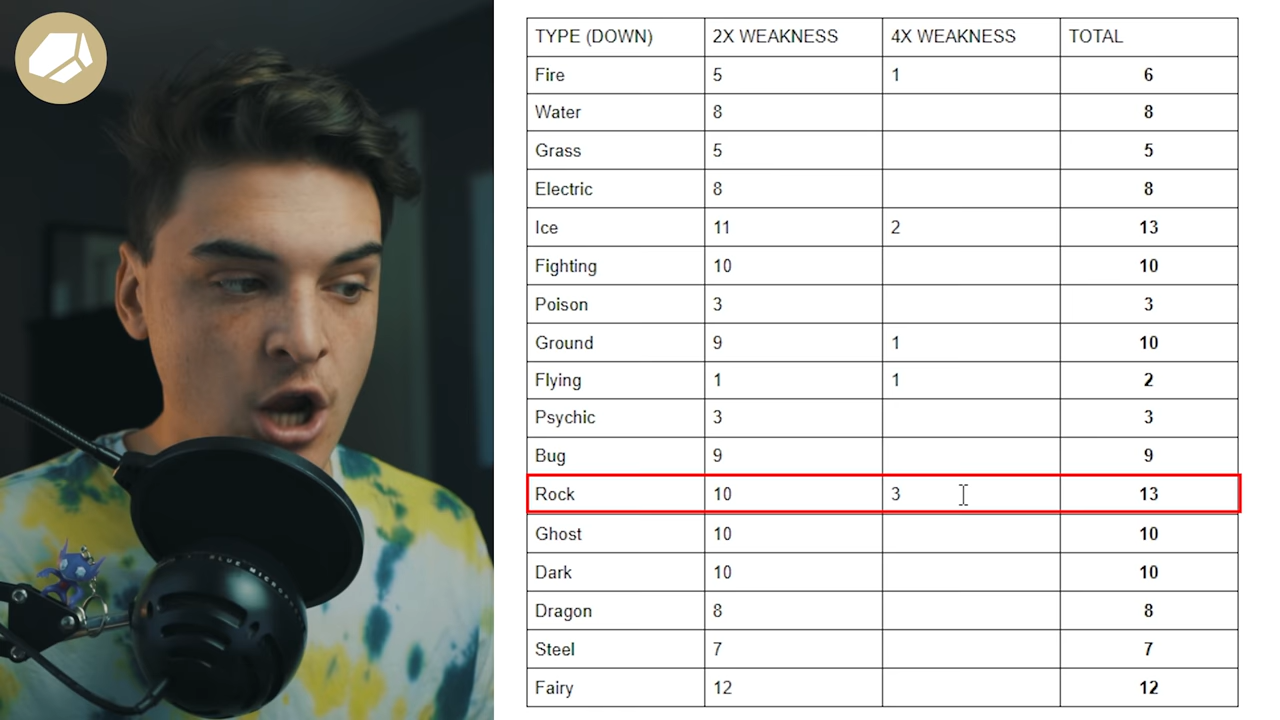 TYPE (DOWN) 2X WEAKNESS 4X WEAKNESS TOTAL
Fire 5 1 6
Water 8 8
Grass 5 5
Electric 8 8
Ice 11 2 13
Fighting 10 10
Poison 3 3
Ground 9 1 10
Flying 1 1 2
Psychic 3 3
Bug 9 9
Rock 10 3 13
Ghost 10 10
Dark 10 10
Dragon 8 8
Steel 7 7
Fairy 12 12
BLUE MICR